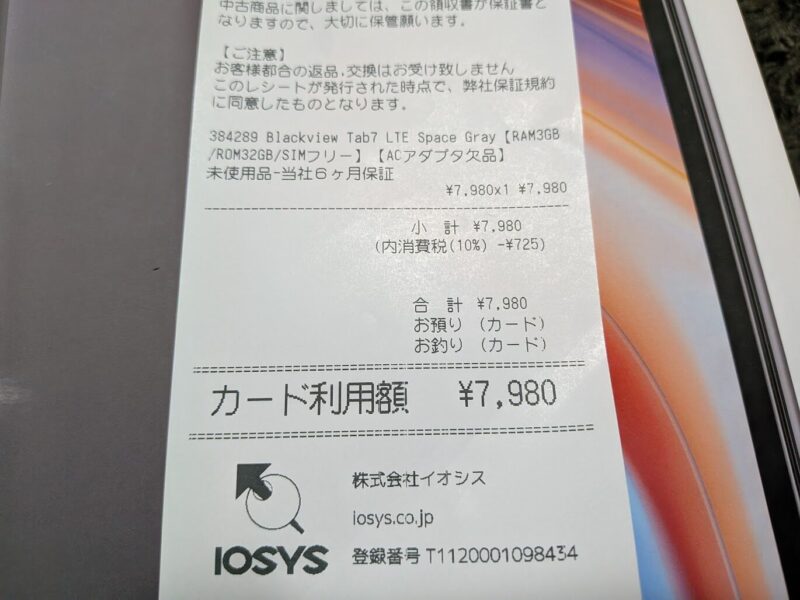 中古商品に関しましては、この領収書が保証書と
なりますので、大切に保管願います。
【ご注意】
お客様都合の返品.交換はお受け致しません
このレシートが発行された時点で、弊社保証規約
に同意したものとなります。
384289 Blackview Tab7 LTE Space Gray【RAM3GB
/ROM32GB/SIMフリー】【ACアダプタ欠品】
未使用品-当社6ヶ月保証
¥7,980x1 ¥7,980
小 計 ¥7,980
(内消費税(10%) -¥725)
合 計 ¥7,980
お預り (カード)
お釣り (カード)
カード利用額 ¥7,980
株式会社イオシス
iosys.co.jp
IOSYS 登録番号 T1120001098434